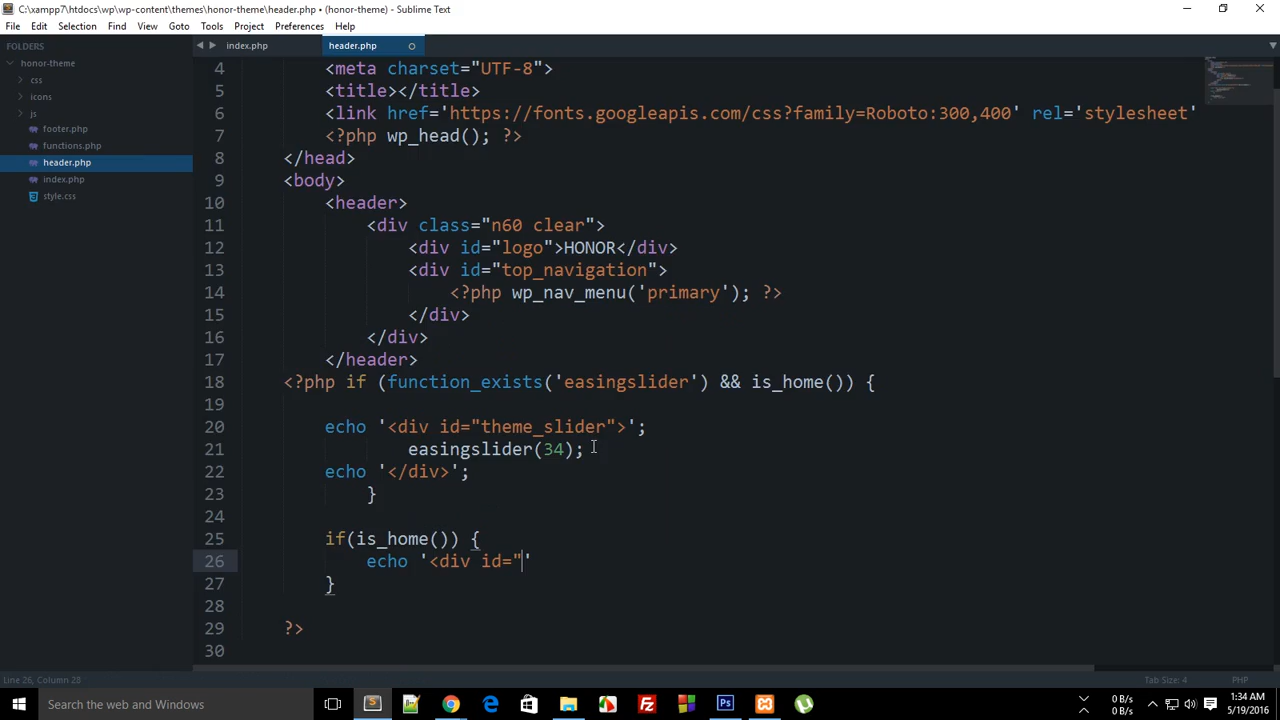 C:\xampp7\htdocs\wp\wp-content\themes\honor-theme\header.php • (honor-theme) - Sublime Text
File Edit Selection Find View Goto Tools Project Preferences Help
FOLDERS
honor-theme
css
icons
js
footer.php
functions.php
header.php
index.php
style.css
index.php header.php
4 <meta charset="UTF-8">
5 <title></title>
6 <link href='https://fonts.googleapis.com/css?family=Roboto:300,400' rel='stylesheet'
7 <?php wp_head(); ?>
8 </head>
9 <body>
10 <header>
11 <div class="n60 clear">
12 <div id="logo">HONOR</div>
13 <div id="top_navigation">
14 <?php wp_nav_menu('primary'); ?>
15 </div>
16 </div>
17 </header>
18 <?php if (function_exists('easingslider') && is_home()) {
19
20 echo '<div id="theme_slider">';
21 easingslider(34);
22 echo '</div>';
23 }
24
25 if(is_home()) {
26 echo '<div id="'
27 }
28
29 ?>
30
Line 26, Column 28 Tab Size: 4 PHP
Search the web and Windows
0 B/s
0 B/s
1:34 AM
5/19/2016